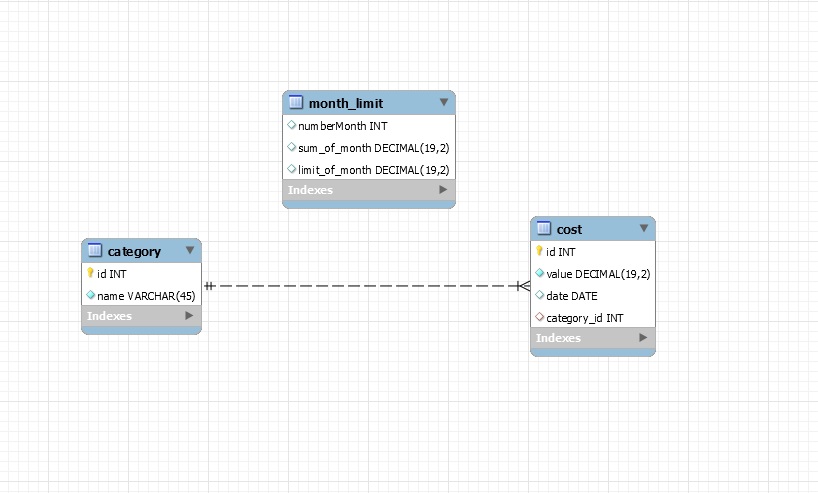 month_limit
numberMonth INT
sum_of_month DECIMAL(19,2)
limit_of_month DECIMAL(19,2)
Indexes
category
id INT
name VARCHAR(45)
Indexes
cost
id INT
value DECIMAL(19,2)
date DATE
category_id INT
Indexes